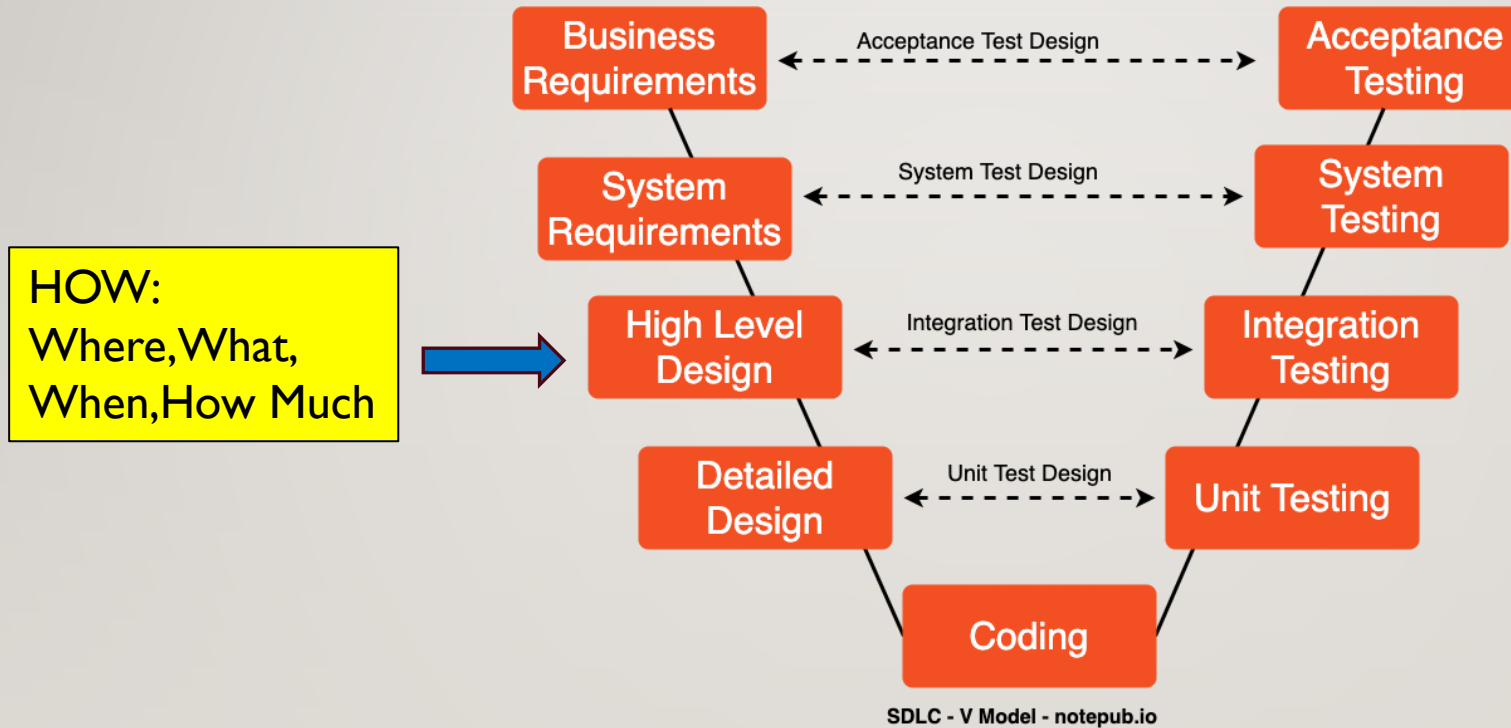 Business
Requirements
Acceptance Test Design
Acceptance
Testing
System
Requirements
System Test Design
System
Testing
HOW:
Where,What,
When,How Much
High Level
Design
Integration Test Design
Integration
Testing
Detailed
Design
Unit Test Design
Unit Testing
Coding
SDLC - V Model - notepub.io